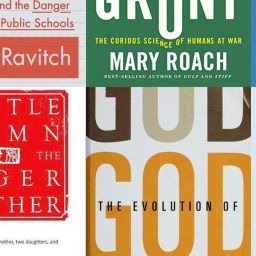 nd the Danger
Public Schools
Ravitch
GRUNT
THE CURIOUS SCIENCE OF HUMANS AT WAR
MARY ROACH
BEST-SELLING AUTHOR OF GULP AND STIFF
TLE
MN
THE
GER
THER
other, two daughters, and
GOD
THE EVOLUTION OF
GOD